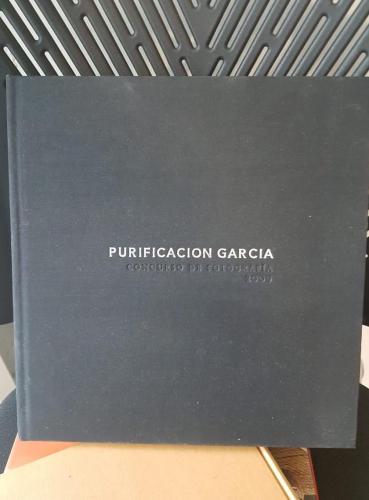 PURIFICACION GARCIA
CONCURSO DE FOTOGRAFÍA